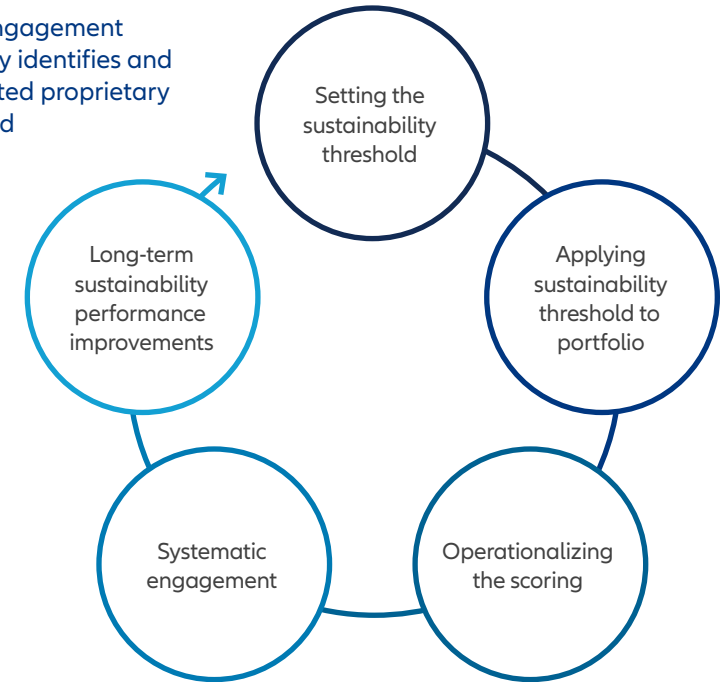 ngagement
y identifies and
ted proprietary
d
Setting the
sustainability
threshold
Applying
sustainability
threshold to
portfolio
Operationalizing
the scoring
Systematic
engagement
Long-term
sustainability
performance
improvements